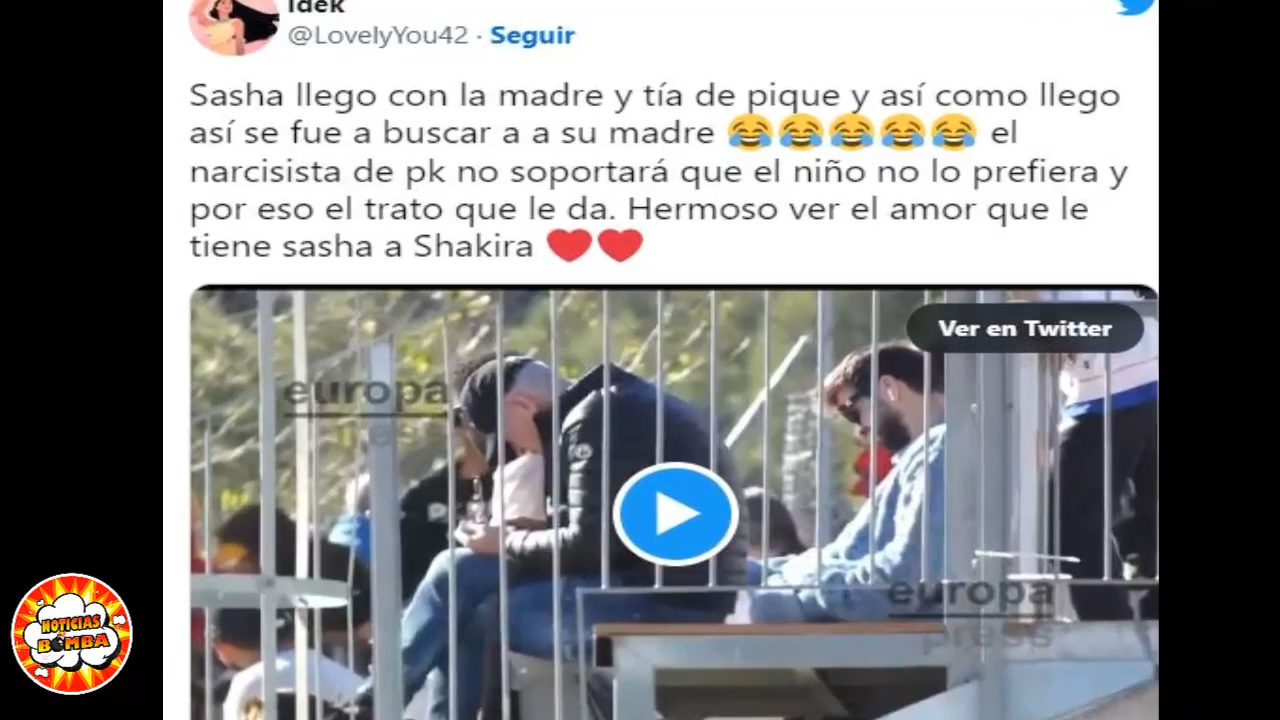 Idek
@LovelyYou42 · Seguir
Sasha llego con la madre y tía de pique y así como llego
así se fue a buscar a a su madre 😂😂😂😂😂 el
narcisista de pk no soportará que el niño no lo prefiera y
por eso el trato que le da. Hermoso ver el amor que le
tiene sasha a Shakira ❤️❤️
Ver en Twitter
europa
europa
press
NOTICIAS
BOMBA